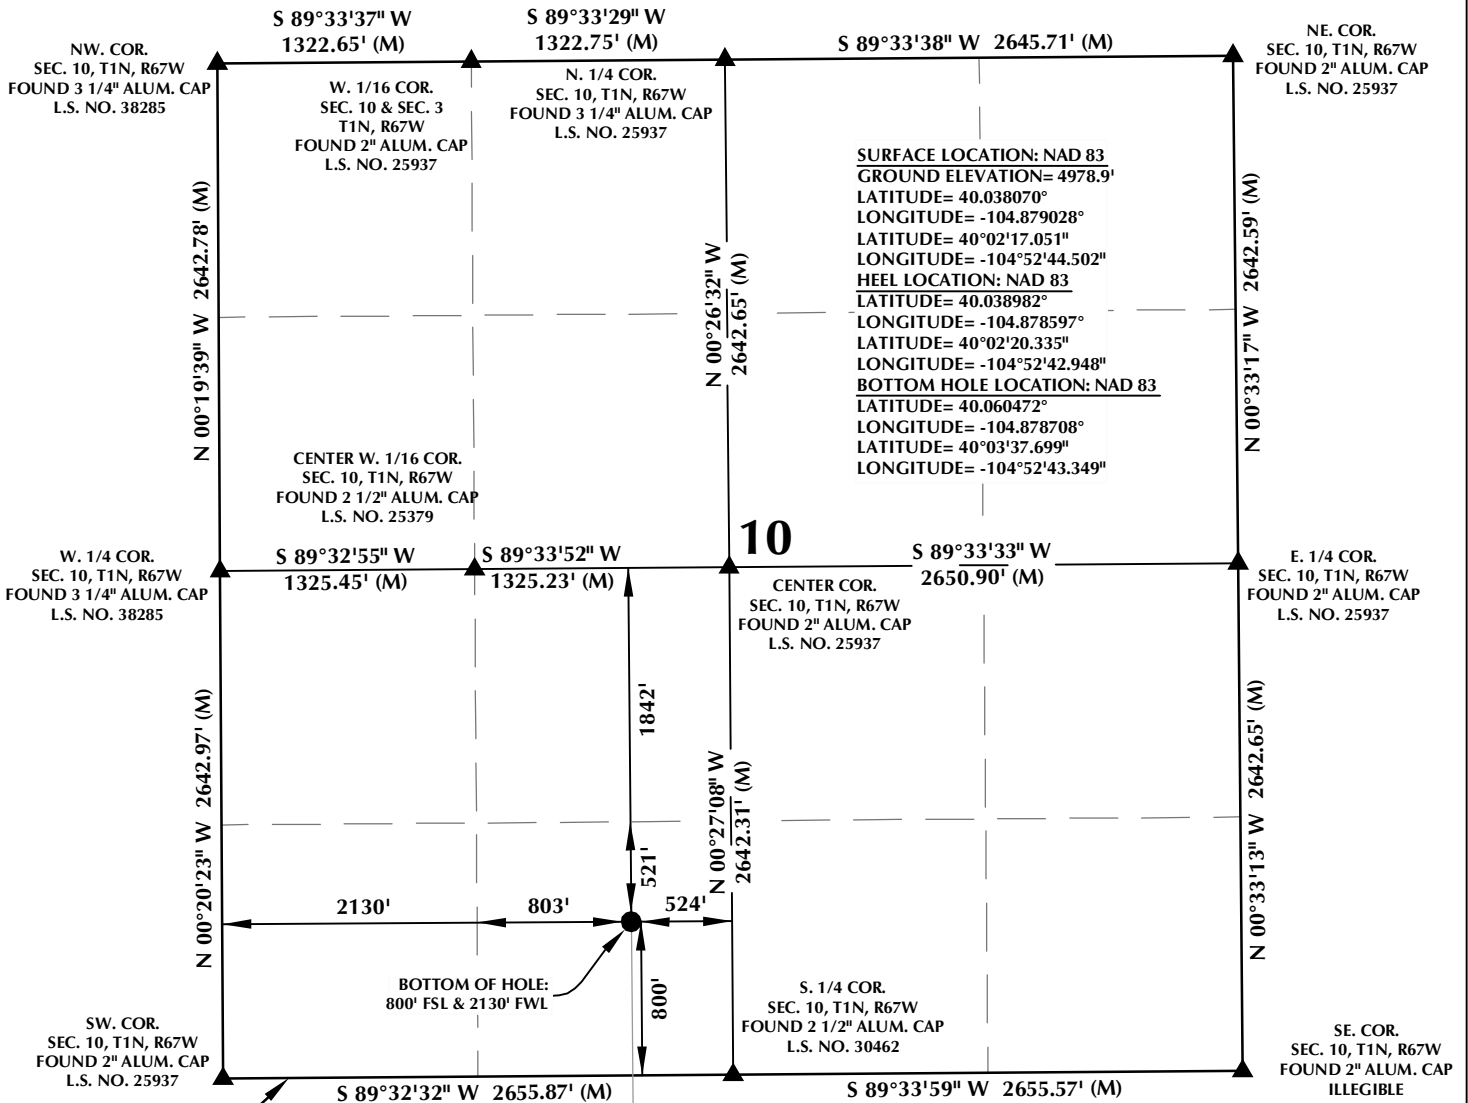 S 89°33'37" W
1322.65' (M)
S 89°33'29" W
1322.75' (M)
S 89°33'38" W 2645.71' (M)
NW. COR.
SEC. 10, T1N, R67W
FOUND 3 1/4" ALUM. CAP
L.S. NO. 38285
W. 1/16 COR.
SEC. 10 & SEC. 3
T1N, R67W
FOUND 2" ALUM. CAP
L.S. NO. 25937
N. 1/4 COR.
SEC. 10, T1N, R67W
FOUND 3 1/4" ALUM. CAP
L.S. NO. 25937
NE. COR.
SEC. 10, T1N, R67W
FOUND 2" ALUM. CAP
L.S. NO. 25937
SURFACE LOCATION: NAD 83
GROUND ELEVATION= 4978.9'
LATITUDE= 40.038070°
LONGITUDE= -104.879028°
LATITUDE= 40°02'17.051"
LONGITUDE= -104°52'44.502"
HEEL LOCATION: NAD 83
LATITUDE= 40.038982°
LONGITUDE= -104.878597°
LATITUDE= 40°02'20.335"
LONGITUDE= -104°52'42.948"
BOTTOM HOLE LOCATION: NAD 83
LATITUDE= 40.060472°
LONGITUDE= -104.878708°
LATITUDE= 40°03'37.699"
LONGITUDE= -104°52'43.349"
N 00°19'39" W 2642.78' (M)
N 00°26'32" W
2642.65' (M)
N 00°33'17" W 2642.59' (M)
CENTER W. 1/16 COR.
SEC. 10, T1N, R67W
FOUND 2 1/2" ALUM. CAP
L.S. NO. 25379
10
W. 1/4 COR.
SEC. 10, T1N, R67W
FOUND 3 1/4" ALUM. CAP
L.S. NO. 38285
S 89°32'55" W
1325.45' (M)
S 89°33'52" W
1325.23' (M)
S 89°33'33" W
2650.90' (M)
CENTER COR.
SEC. 10, T1N, R67W
FOUND 2" ALUM. CAP
L.S. NO. 25937
E. 1/4 COR.
SEC. 10, T1N, R67W
FOUND 2" ALUM. CAP
L.S. NO. 25937
N 00°20'23" W 2642.97' (M)
1842'
521'
N 00°27'08" W
2642.31' (M)
N 00°33'13" W 2642.65' (M)
2130'
803'
524'
800'
BOTTOM OF HOLE:
800' FSL & 2130' FWL
S. 1/4 COR.
SEC. 10, T1N, R67W
FOUND 2 1/2" ALUM. CAP
L.S. NO. 30462
SW. COR.
SEC. 10, T1N, R67W
FOUND 2" ALUM. CAP
L.S. NO. 25937
SE. COR.
SEC. 10, T1N, R67W
FOUND 2" ALUM. CAP
ILLEGIBLE
S 89°32'32" W 2655.87' (M)
S 89°33'59" W 2655.57' (M)